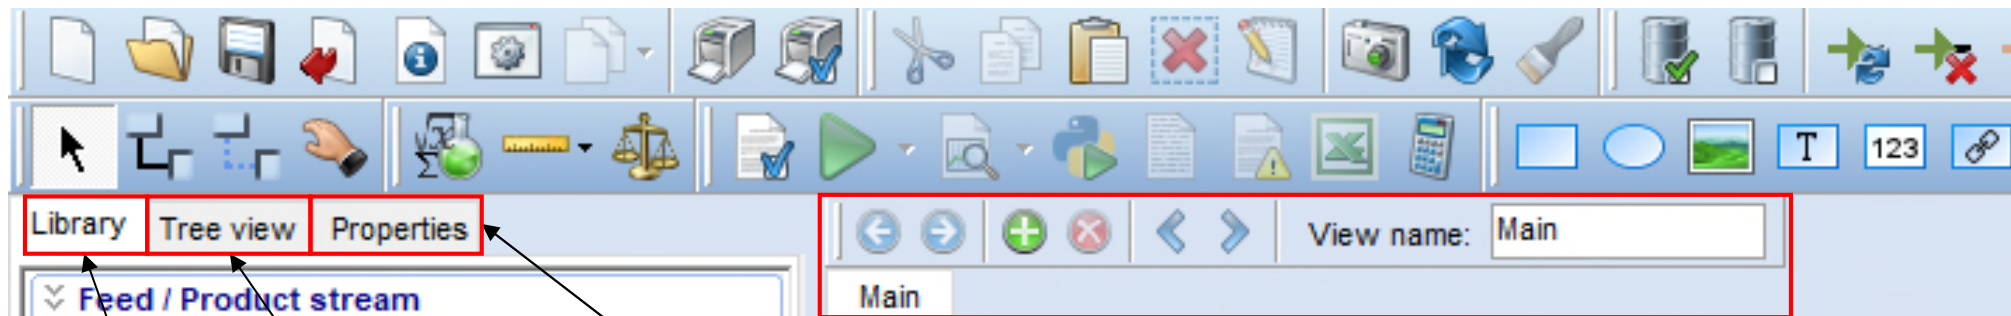 T
123
Library
Tree view
Properties
View name:
Main
Feed / Product stream
Main